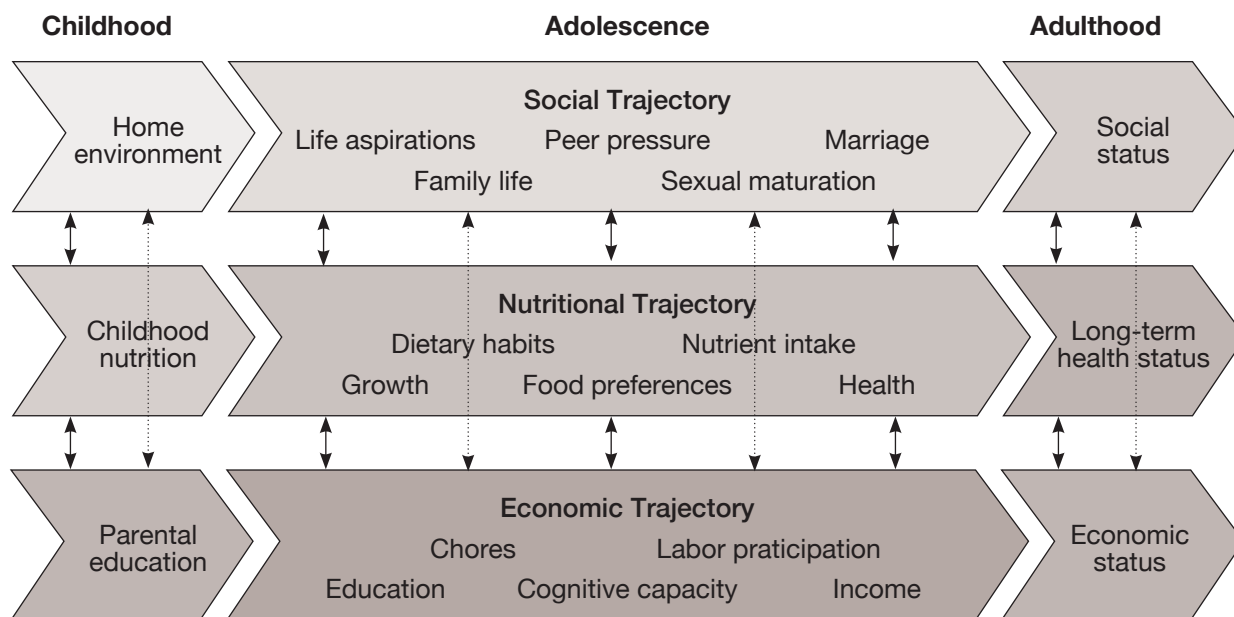 Childhood
Adolescence
Adulthood
Home
environment
Social Trajectory
Life aspirations
Peer pressure
Marriage
Family life
Sexual maturation
Social
status
Childhood
nutrition
Nutritional Trajectory
Dietary habits
Nutrient intake
Growth
Food preferences
Health
Long-term
health status
Parental
education
Economic Trajectory
Chores
Labor praticipation
Education
Cognitive capacity
Income
Economic
status